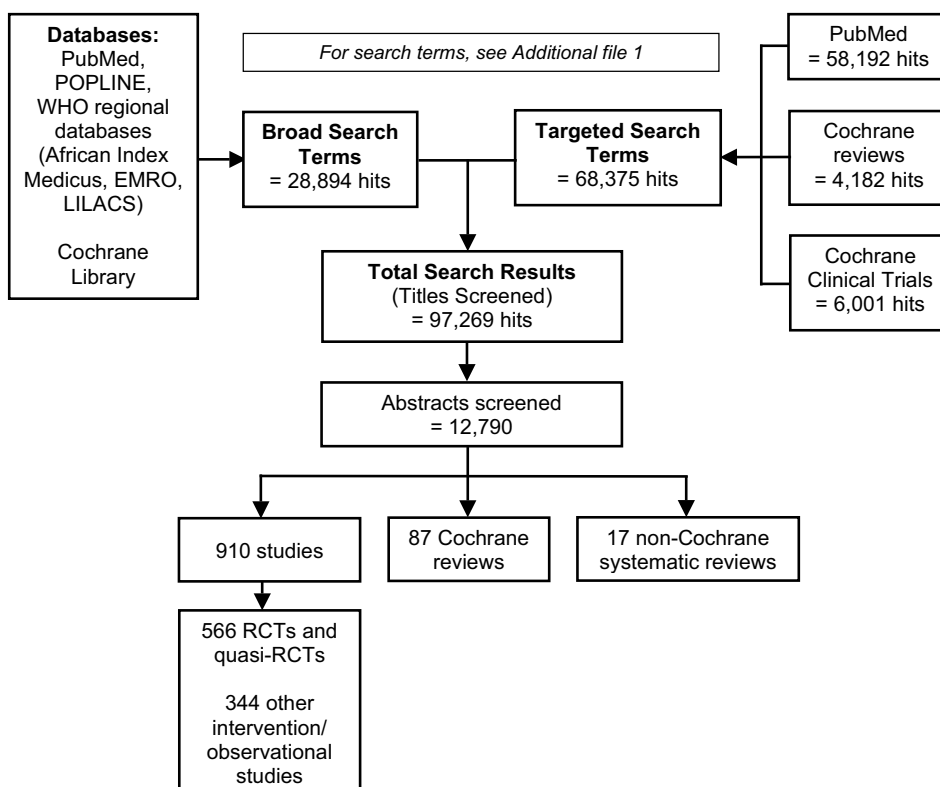 Databases:
PubMed,
POPLINE,
WHO regional
databases
(African Index
Medicus, EMRO,
LILACS)
Cochrane
Library
For search terms, see Additional file 1
Broad Search
Terms
= 28,894 hits
Targeted Search
Terms
= 68,375 hits
PubMed
= 58,192 hits
Cochrane
reviews
= 4,182 hits
Cochrane
Clinical Trials
= 6,001 hits
Total Search Results
(Titles Screened)
= 97,269 hits
Abstracts screened
= 12,790
910 studies
87 Cochrane
reviews
17 non-Cochrane
systematic reviews
566 RCTs and
quasi-RCTs
344 other
intervention/
observational
studies